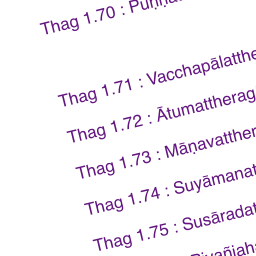 Thag 1.70 :
Thag 1.71 : Vacchapālatthe
Thag 1.72 : Ātumattherag
Thag 1.73 : Māṇavatther
Thag 1.74 : Suyāmanat
Thag 1.75 : Susāradat